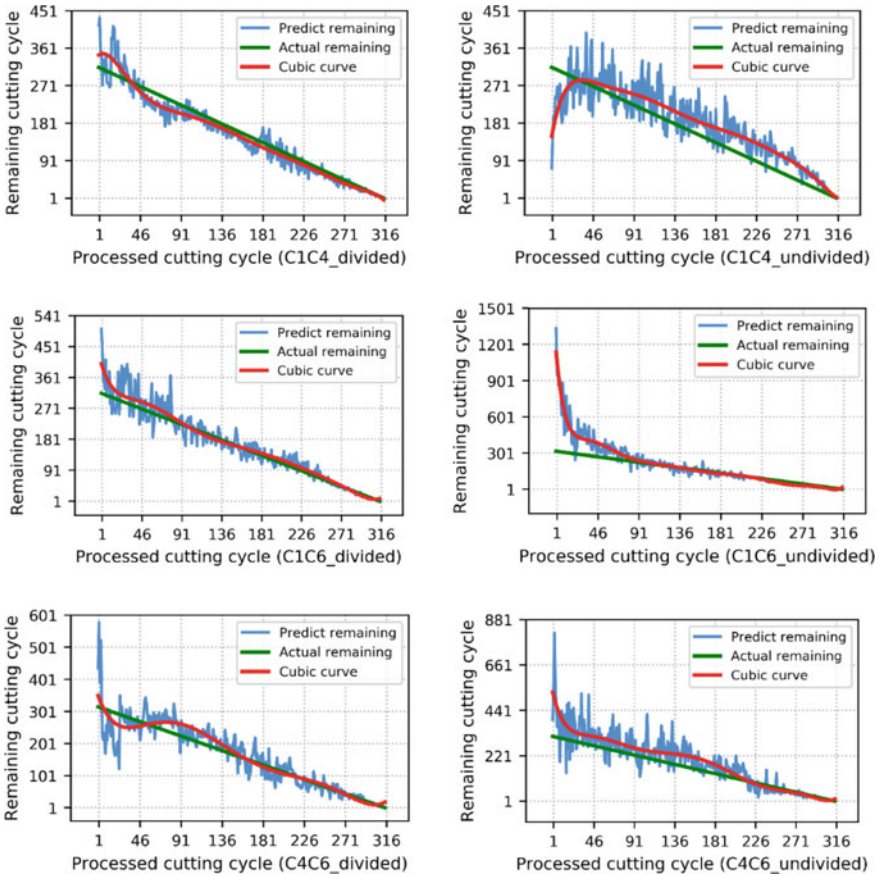 451
361
271
181
91
1
Remaining cutting cycle
Predict remaining
Actual remaining
Cubic curve
1 46 91 136 181 226 271 316
Processed cutting cycle (C1C4_divided)
451
361
271
181
91
1
Remaining cutting cycle
Predict remaining
Actual remaining
Cubic curve
1 46 91 136 181 226 271 316
Processed cutting cycle (C1C4_undivided)
541
451
361
271
181
91
1
Remaining cutting cycle
Predict remaining
Actual remaining
Cubic curve
1 46 91 136 181 226 271 316
Processed cutting cycle (C1C6_divided)
1501
1201
901
601
301
1
Remaining cutting cycle
Predict remaining
Actual remaining
Cubic curve
1 46 91 136 181 226 271 316
Processed cutting cycle (C1C6_undivided)
601
501
401
301
201
101
1
Remaining cutting cycle
Predict remaining
Actual remaining
Cubic curve
1 46 91 136 181 226 271 316
Processed cutting cycle (C4C6_divided)
881
661
441
221
1
Remaining cutting cycle
Predict remaining
Actual remaining
Cubic curve
1 46 91 136 181 226 271 316
Processed cutting cycle (C4C6_undivided)